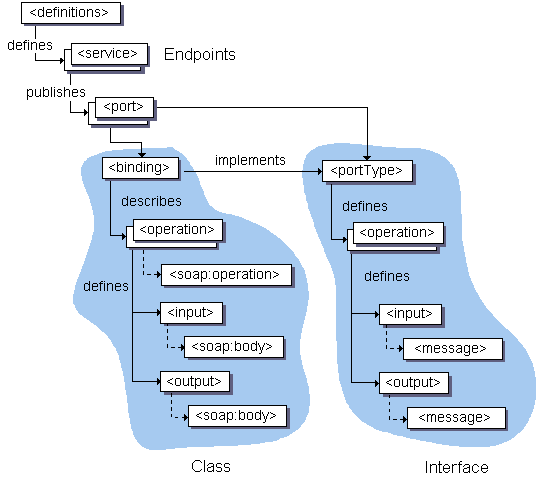 <definitions>
defines
<service>
Endpoints
publishes
<port>
<binding>
implements
<portType>
describes
defines
<operation>
<operation>
<soap:operation>
defines
defines
<input>
<input>
<soap:body>
<message>
<output>
<output>
<soap:body>
<message>
Class
Interface